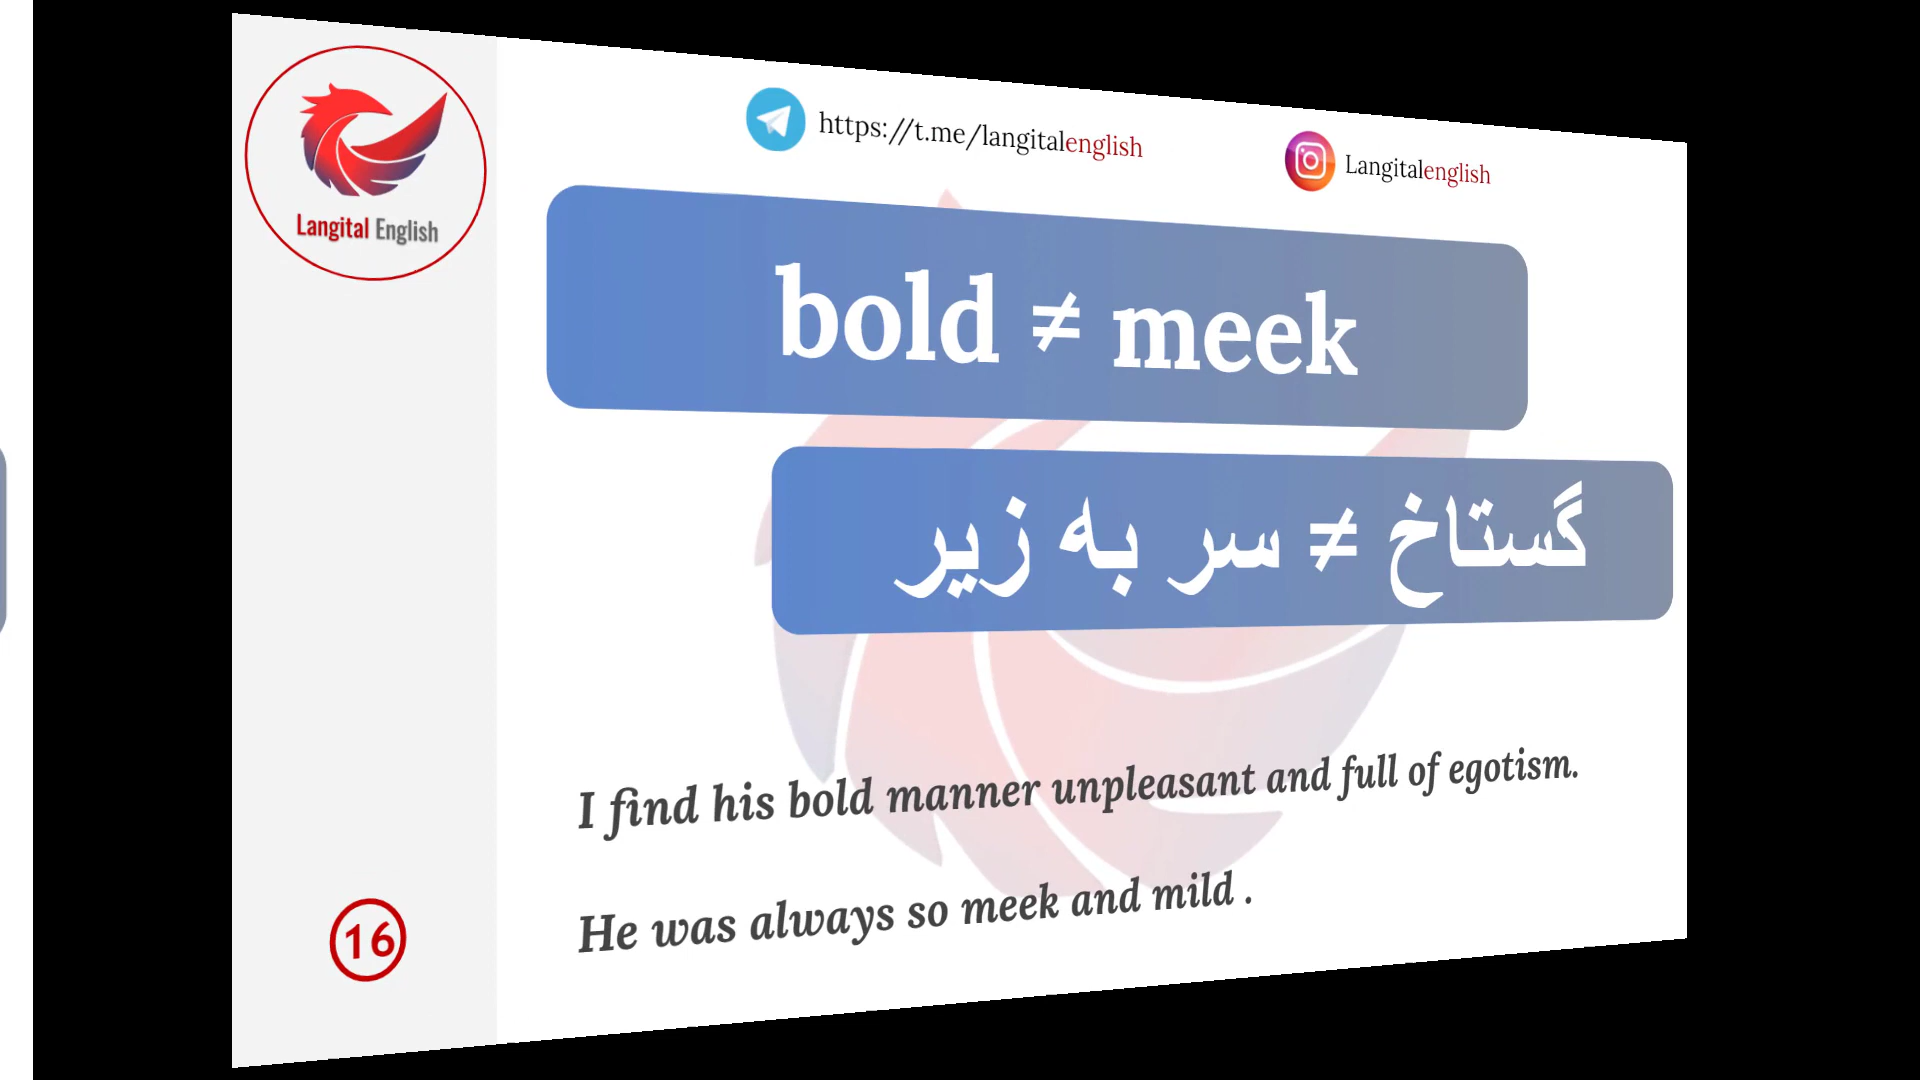 Langital English
https://t.me/langitalenglish
Langitalenglish
bold ≠ meek
گستاخ ≠ سر به زیر
I find his bold manner unpleasant and full of egotism.
He was always so meek and mild .
16